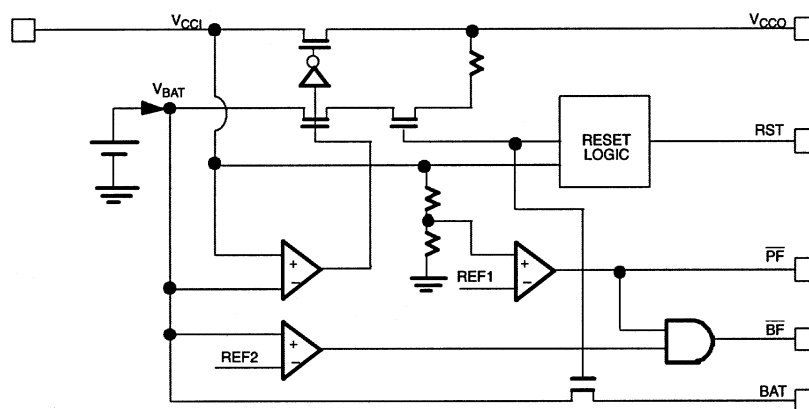 VCCI
VCCO
VBAT
RESET
LOGIC
RST
+
−
REF1
+
−
PF
REF2
+
−
BF
BAT